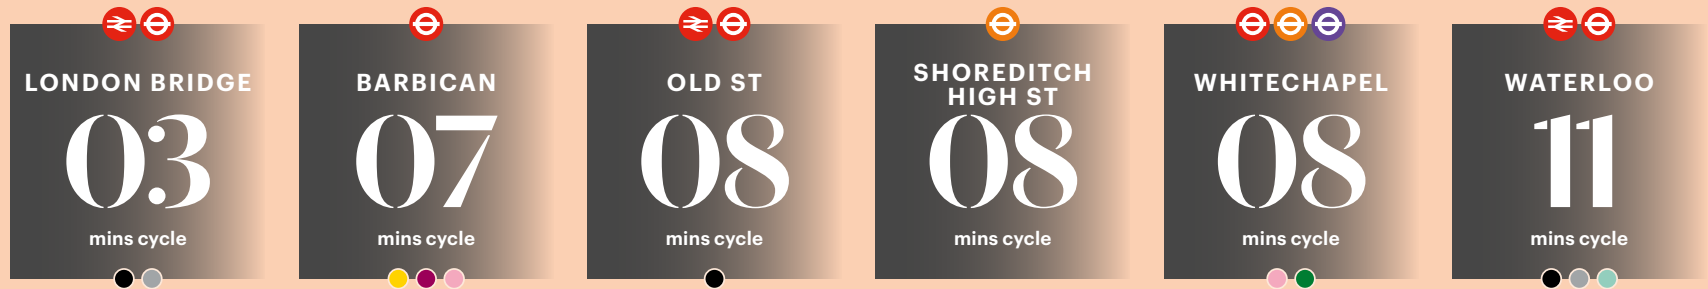 LONDON BRIDGE
03
mins cycle
BARBICAN
07
mins cycle
OLD ST
08
mins cycle
SHOREDITCH
HIGH ST
08
mins cycle
WHITECHAPEL
08
mins cycle
WATERLOO
11
mins cycle